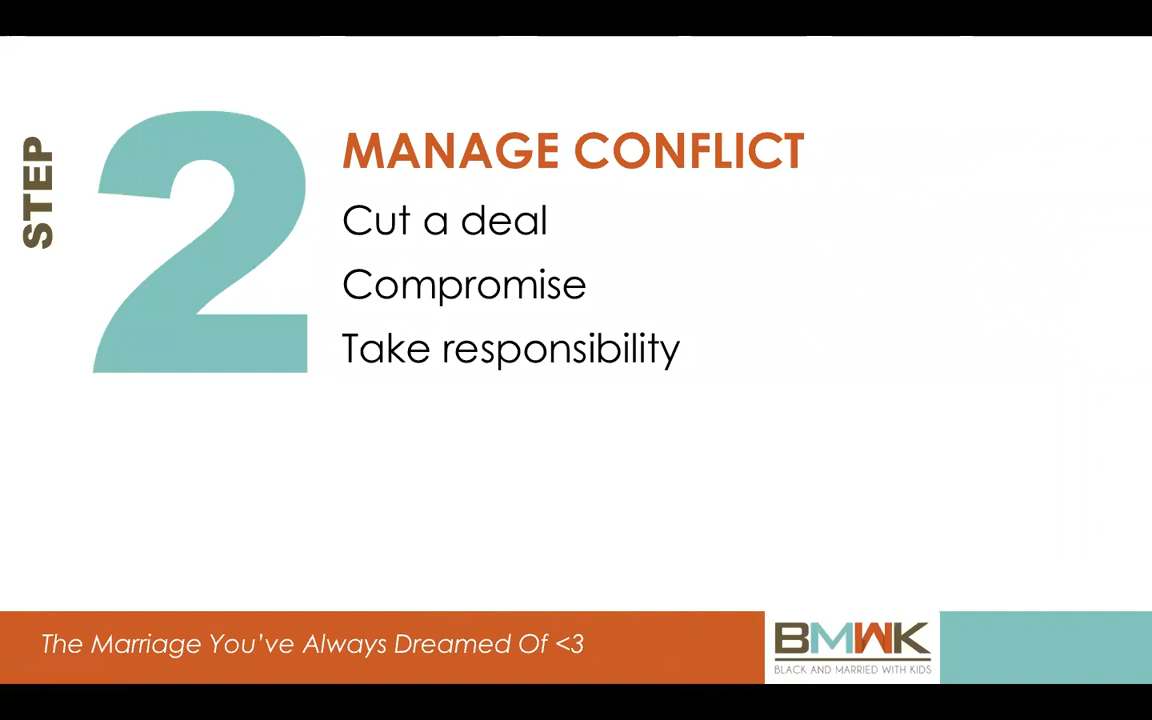 STEP
2
MANAGE CONFLICT
Cut a deal
Compromise
Take responsibility
The Marriage You’ve Always Dreamed Of <3
BMWK
BLACK AND MARRIED WITH KIDS